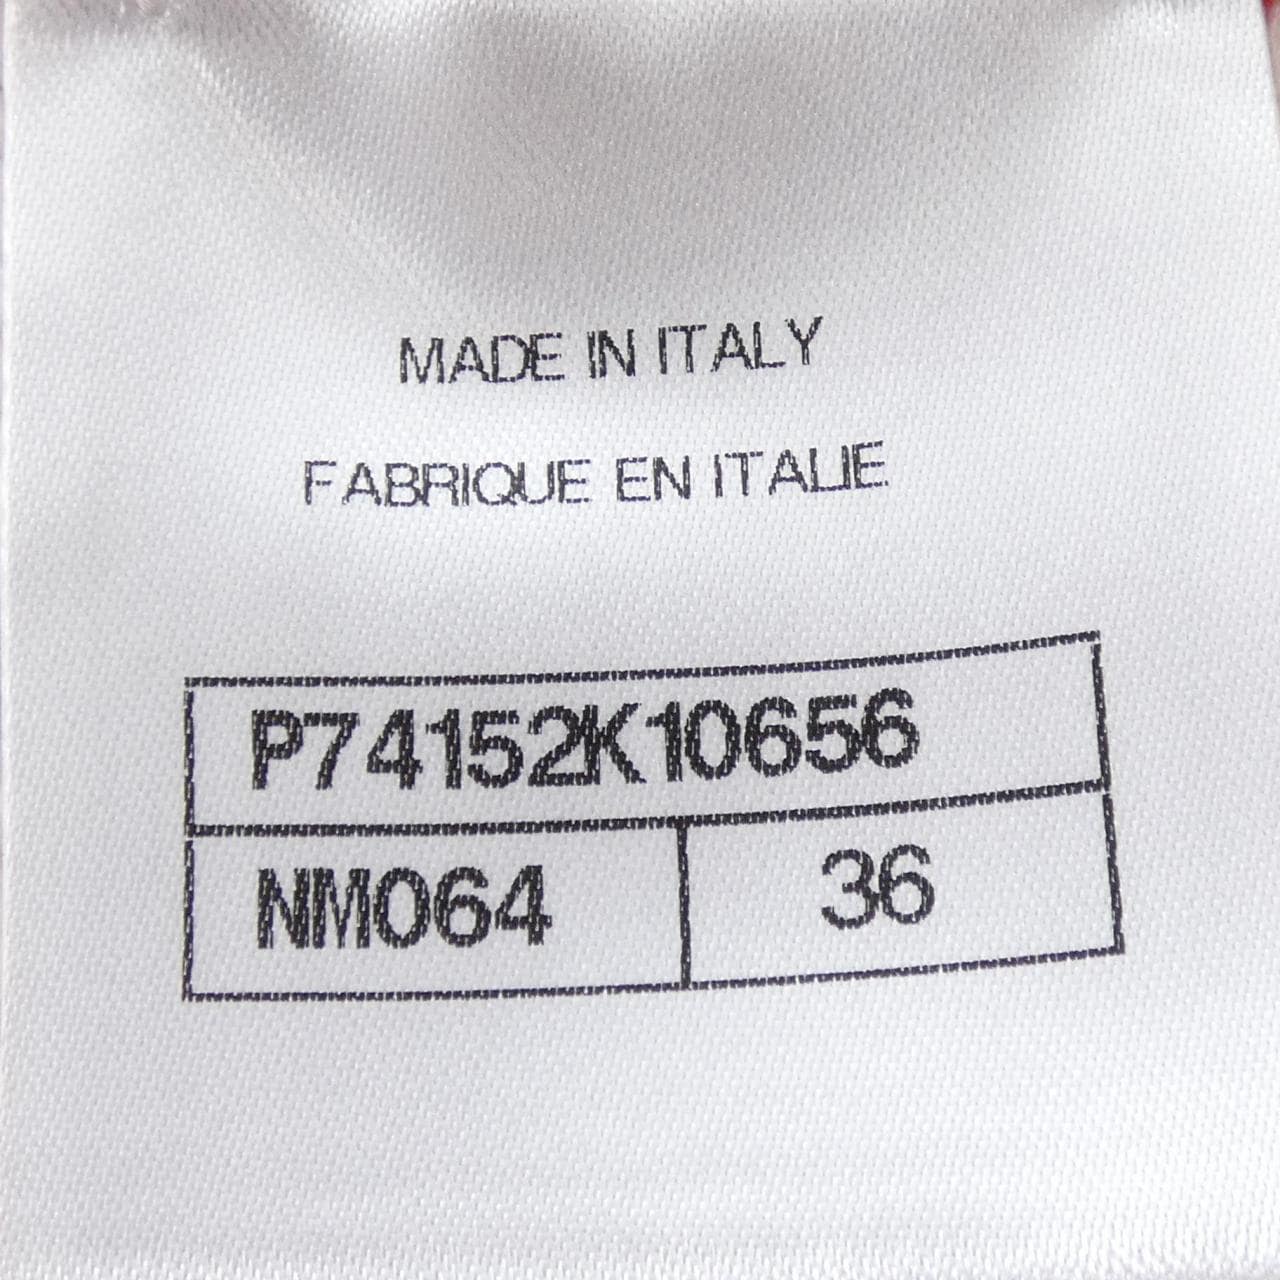 MADE IN ITALY
FABRIQUE EN ITALIE
P74152K10656
NM064 36